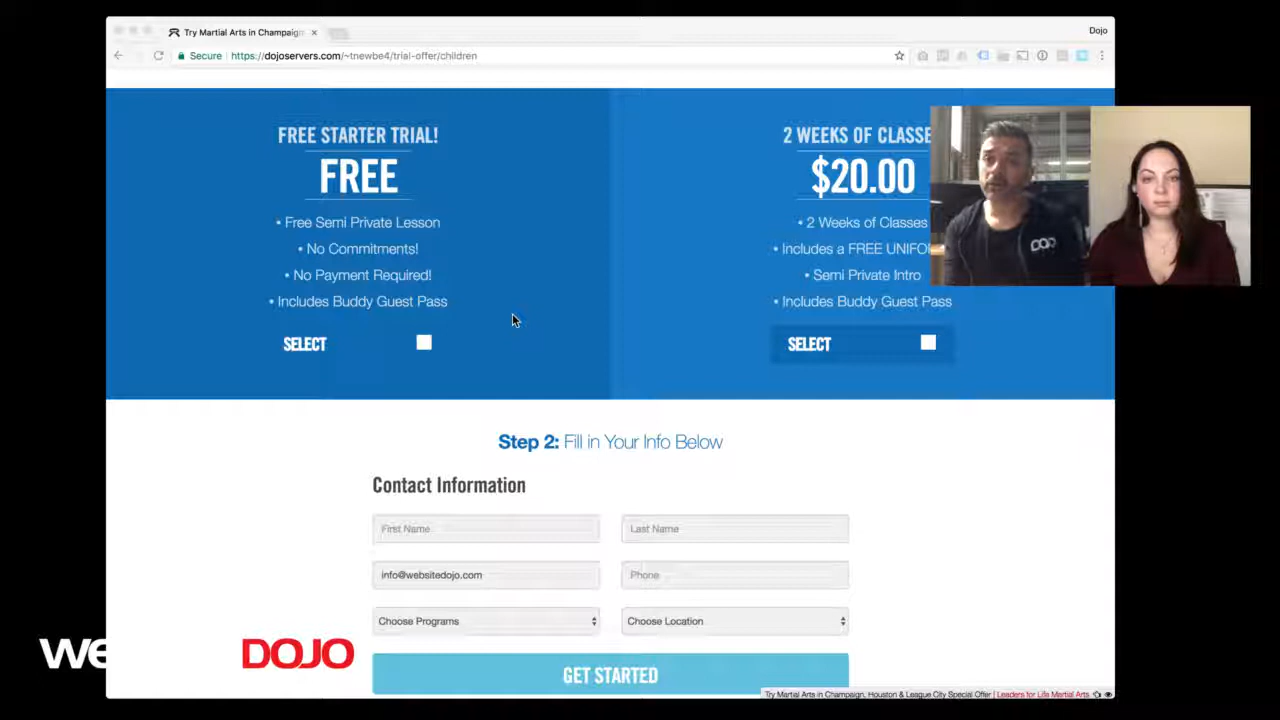 Try Martial Arts in Champaign
Dojo
Secure
https://dojoservers.com/~tnewbe4/trial-offer/children
FREE STARTER TRIAL!
FREE
• Free Semi Private Lesson
• No Commitments!
• No Payment Required!
• Includes Buddy Guest Pass
SELECT
2 WEEKS OF CLASSE
$20.00
• 2 Weeks of Classes
• Includes a FREE UNIFO
• Semi Private Intro
• Includes Buddy Guest Pass
SELECT
Step 2: Fill in Your Info Below
Contact Information
First Name
Last Name
info@websitedojo.com
Phone
Choose Programs
Choose Location
GET STARTED
We
DOJO
Try Martial Arts in Champaign, Houston & League City Special Offer | Leaders for Life Martial Arts